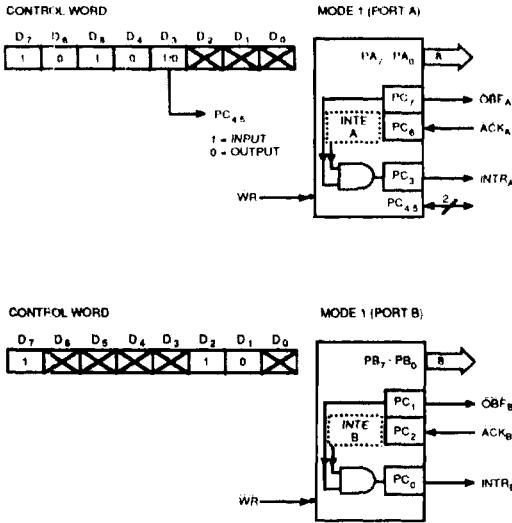 CONTROL WORD
D7 D6 D5 D4 D3 D2 D1 D0
1 0 1 0 1/0
PC4,5
1 = INPUT
0 = OUTPUT
MODE 1 (PORT A)
PA7 - PA0 8
PC7 OBFA
INTE A
PC6 ACKA
PC3 INTRA
WR
PC4,5 2
CONTROL WORD
D7 D6 D5 D4 D3 D2 D1 D0
1 1 0
MODE 1 (PORT B)
PB7 - PB0 8
PC1 OBFB
INTE B
PC2 ACKB
PC0 INTRB
WR